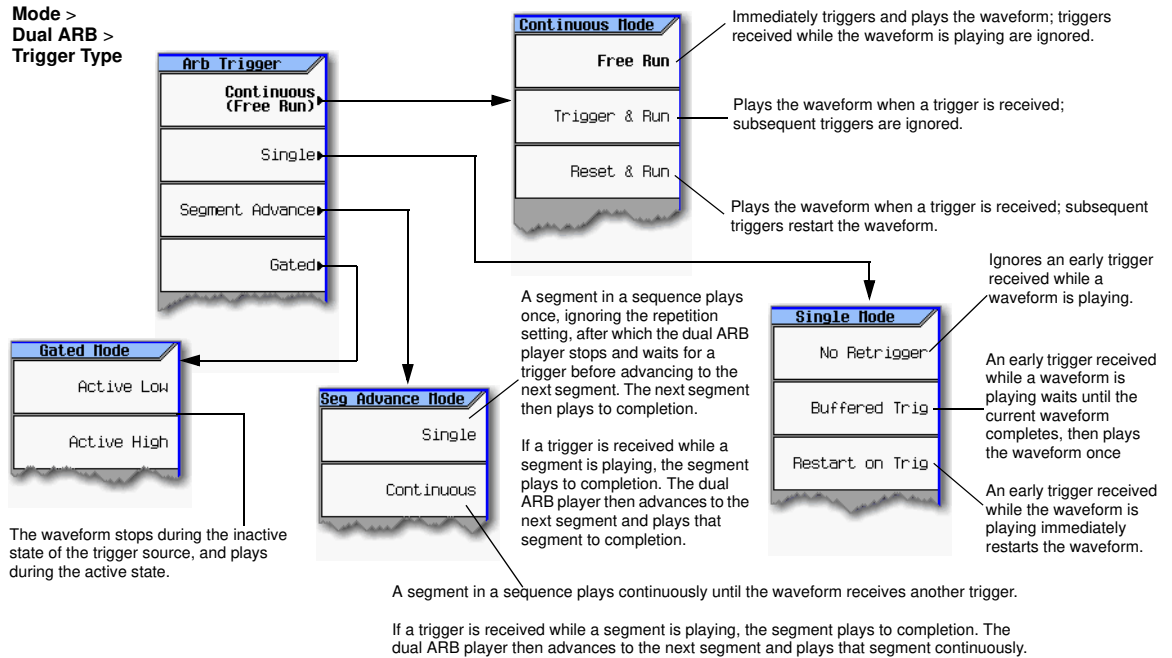 Mode >
Dual ARB >
Trigger Type
Arb Trigger
Continuous
(Free Run)
Single
Segment Advance
Gated
Continuous Mode
Free Run
Trigger & Run
Reset & Run
Immediately triggers and plays the waveform; triggers
received while the waveform is playing are ignored.
Plays the waveform when a trigger is received;
subsequent triggers are ignored.
Plays the waveform when a trigger is received; subsequent
triggers restart the waveform.
Gated Mode
Active Low
Active High
The waveform stops during the inactive
state of the trigger source, and plays
during the active state.
Seg Advance Mode
Single
Continuous
A segment in a sequence plays
once, ignoring the repetition
setting, after which the dual ARB
player stops and waits for a
trigger before advancing to the
next segment. The next segment
then plays to completion.
If a trigger is received while a
segment is playing, the segment
plays to completion. The dual
ARB player then advances to the
next segment and plays that
segment to completion.
Single Mode
No Retrigger
Buffered Trig
Restart on Trig
Ignores an early trigger
received while a
waveform is playing.
An early trigger received
while a waveform is
playing waits until the
current waveform
completes, then plays
the waveform once
An early trigger received
while the waveform is
playing immediately
restarts the waveform.
A segment in a sequence plays continuously until the waveform receives another trigger.
If a trigger is received while a segment is playing, the segment plays to completion. The
dual ARB player then advances to the next segment and plays that segment continuously.